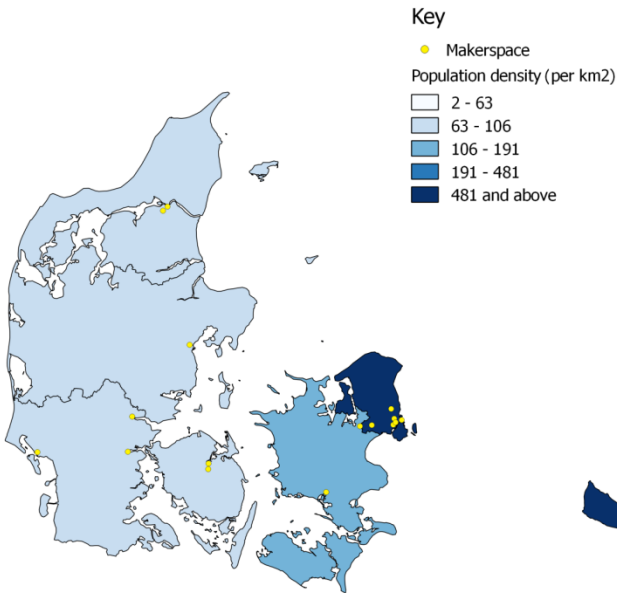 Key
Makerspace
Population density (per km2)
2 - 63
63 - 106
106 - 191
191 - 481
481 and above